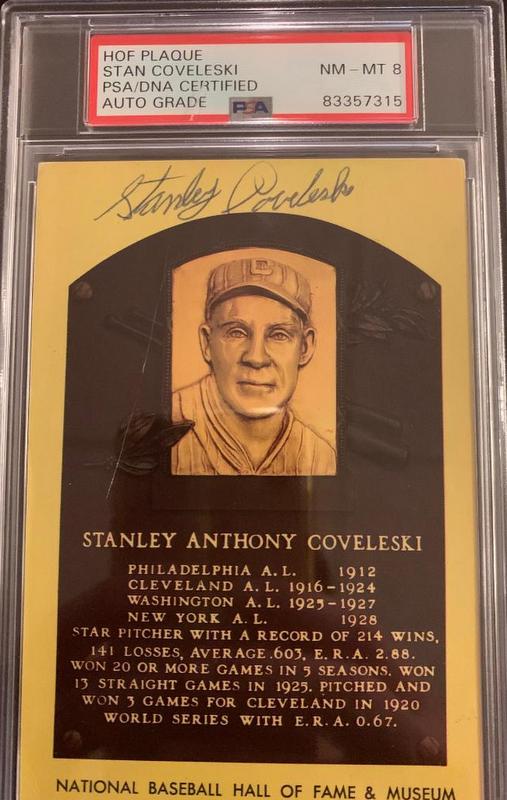 HOF PLAQUE
STAN COVELESKI NM-MT 8
PSA/DNA CERTIFIED
AUTO GRADE PSA 83357315
Stanley Coveleski
STANLEY ANTHONY COVELESKI
PHILADELPHIA A.L. 1912
CLEVELAND A.L. 1916-1924
WASHINGTON A.L. 1925-1927
NEW YORK A.L. 1928
STAR PITCHER WITH A RECORD OF 214 WINS,
141 LOSSES, AVERAGE .603, E.R.A. 2.88.
WON 20 OR MORE GAMES IN 5 SEASONS. WON
13 STRAIGHT GAMES IN 1925. PITCHED AND
WON 3 GAMES FOR CLEVELAND IN 1920
WORLD SERIES WITH E.R.A. 0.67.
NATIONAL BASEBALL HALL OF FAME & MUSEUM